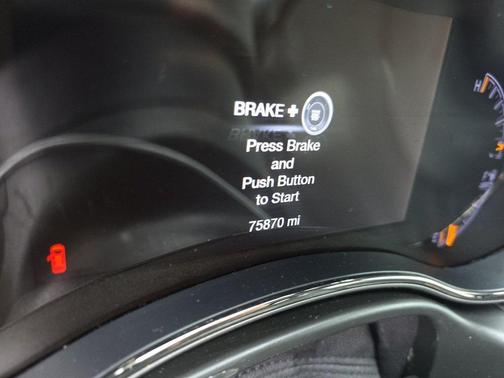 BRAKE +
Press Brake
and
Push Button
to Start
75870 mi
H